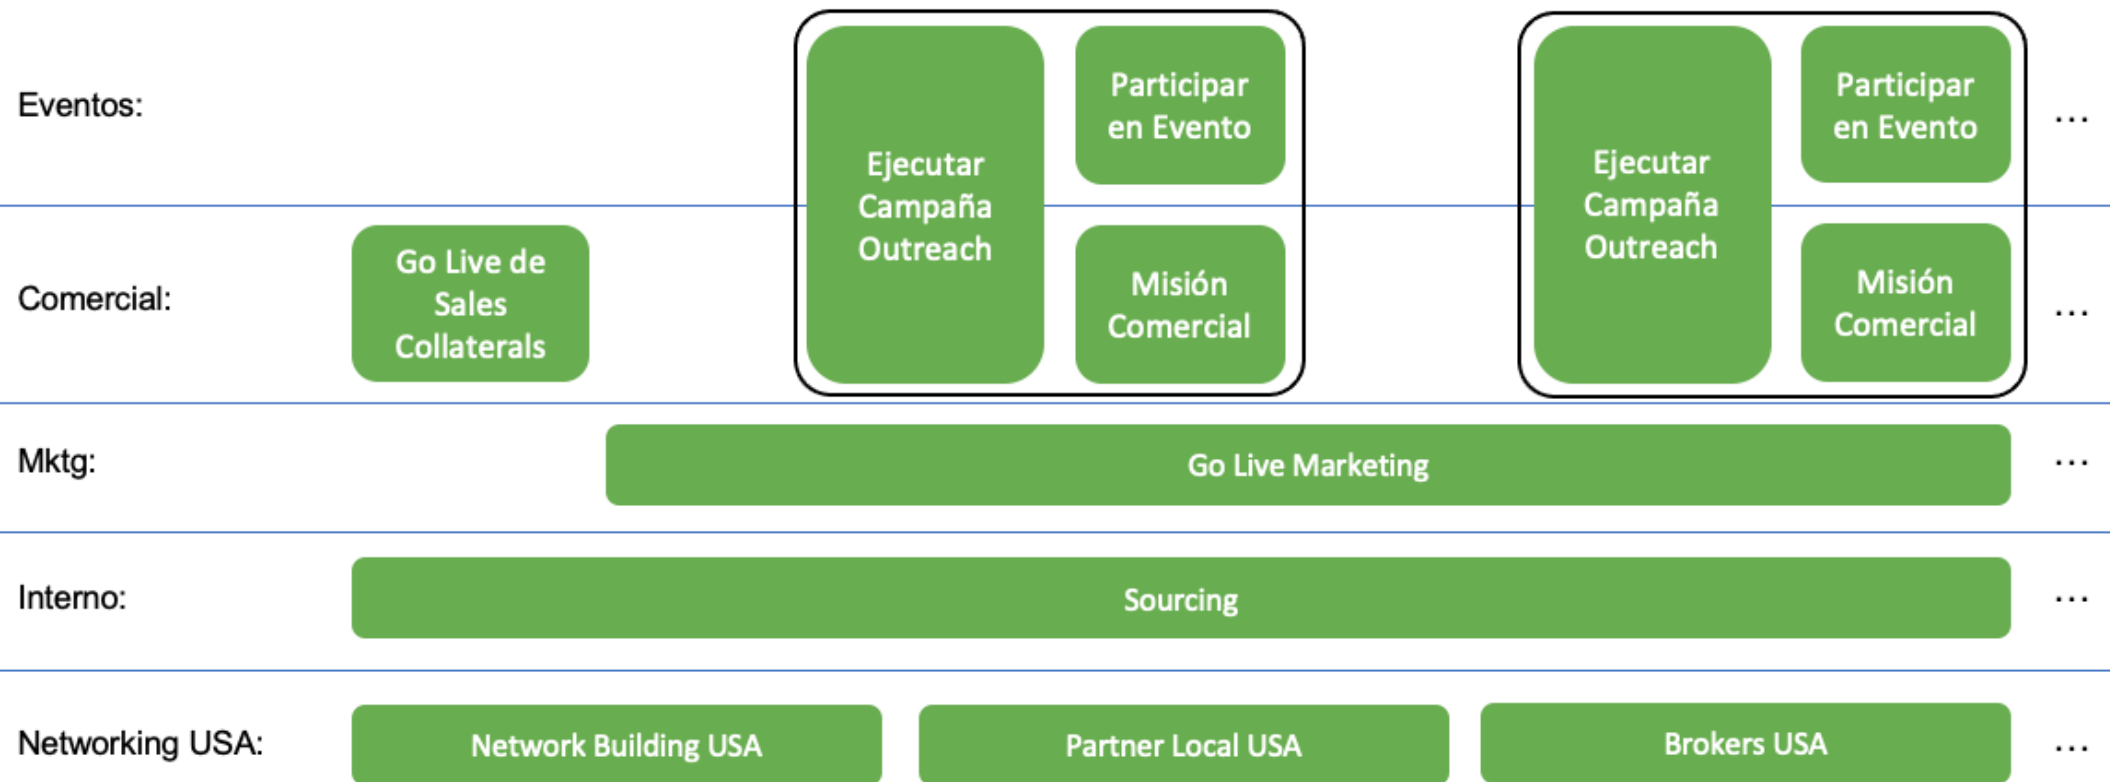 Eventos:
Ejecutar
Campaña
Outreach
Participar
en Evento
Ejecutar
Campaña
Outreach
Participar
en Evento
...
Comercial:
Go Live de
Sales
Collaterals
Misión
Comercial
Misión
Comercial
...
Mktg:
Go Live Marketing
...
Interno:
Sourcing
...
Networking USA:
Network Building USA
Partner Local USA
Brokers USA
...